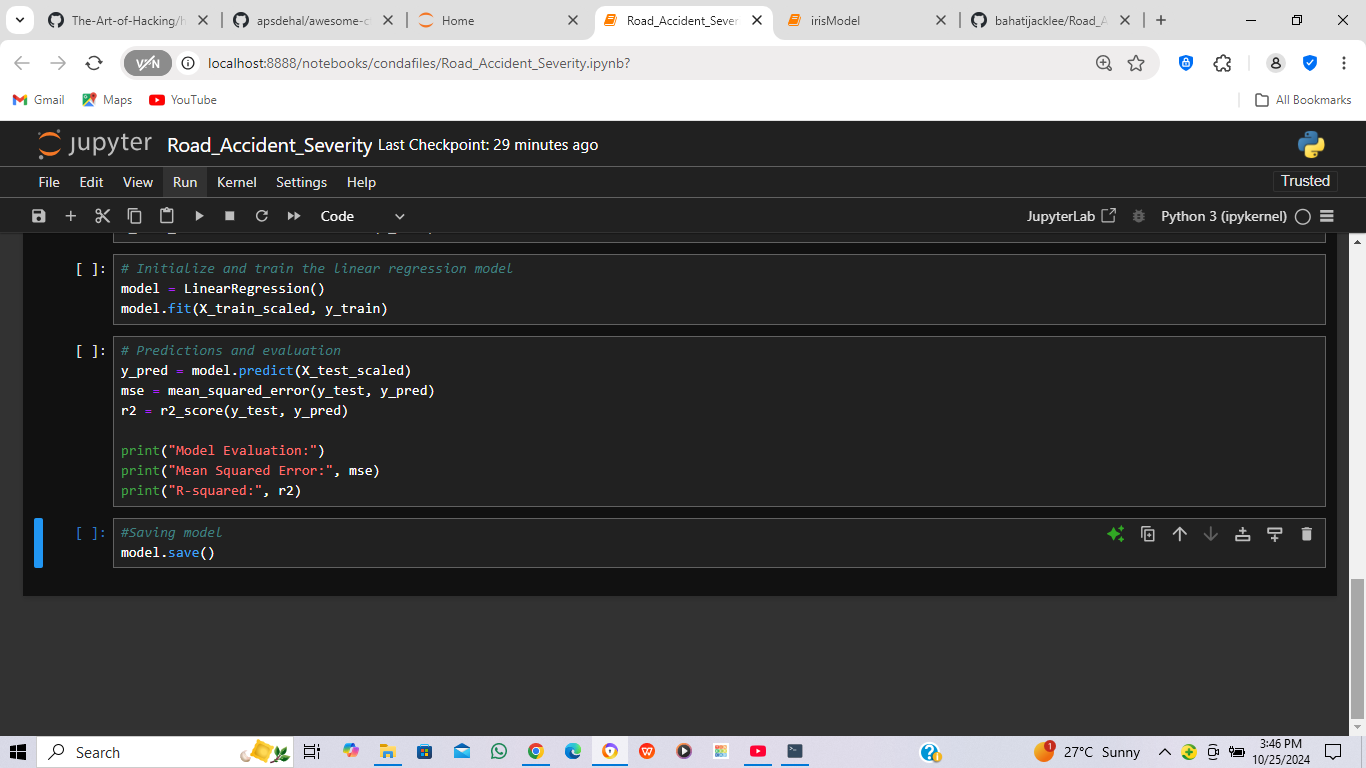 The-Art-of-Hacking/h
apsdehal/awesome-c
Home
Road_Accident_Sever
irisModel
bahatijacklee/Road_A
VPN
localhost:8888/notebooks/condafiles/Road_Accident_Severity.ipynb?
Gmail
Maps
YouTube
All Bookmarks
jupyter
Road_Accident_Severity Last Checkpoint: 29 minutes ago
File Edit View Run Kernel Settings Help
Trusted
Code
JupyterLab
Python 3 (ipykernel)
[ ]: # Initialize and train the linear regression model
model = LinearRegression()
model.fit(X_train_scaled, y_train)
[ ]: # Predictions and evaluation
y_pred = model.predict(X_test_scaled)
mse = mean_squared_error(y_test, y_pred)
r2 = r2_score(y_test, y_pred)
print("Model Evaluation:")
print("Mean Squared Error:", mse)
print("R-squared:", r2)
[ ]: #Saving model
model.save()
Search
1
27°C Sunny
3:46 PM
10/25/2024